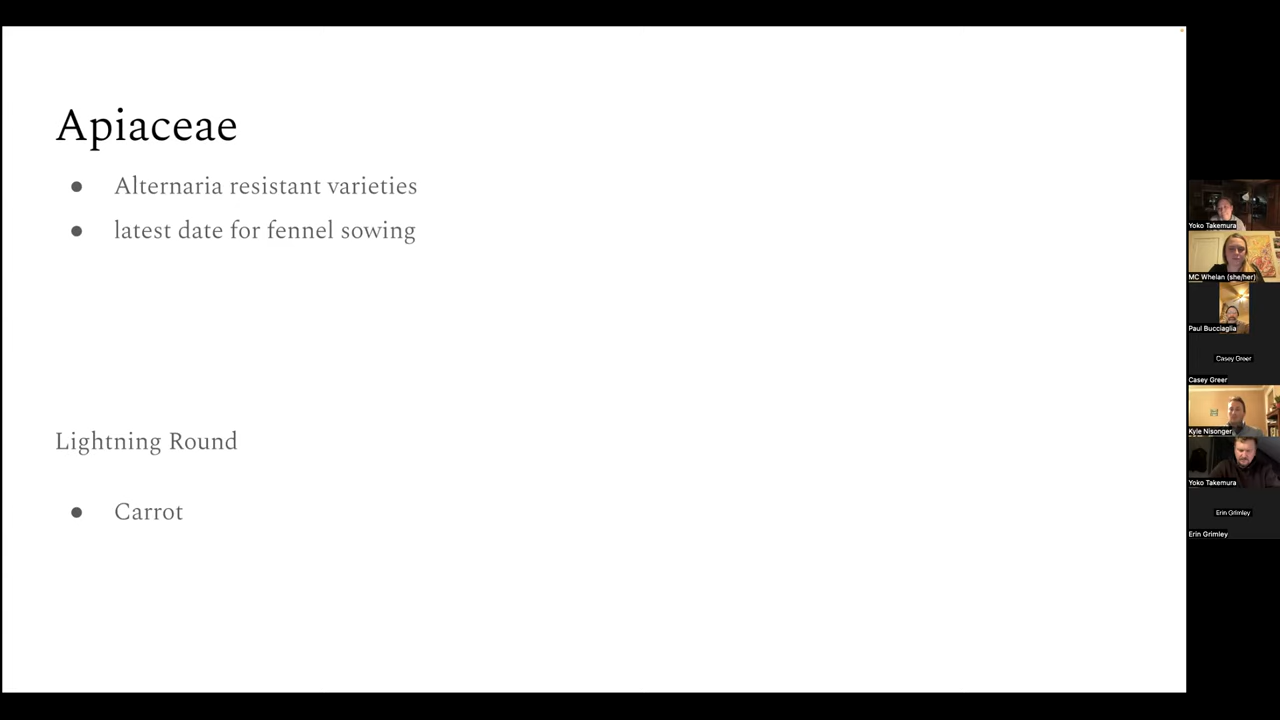 Apiaceae
● Alternaria resistant varieties
● latest date for fennel sowing
Lightning Round
● Carrot
Yoko Takemura
MC Whelan (she/her)
Paul Bucciaglia
Casey Greer
Casey Greer
Kyle Nisonger
Yoko Takemura
Erin Grimley
Erin Grimley